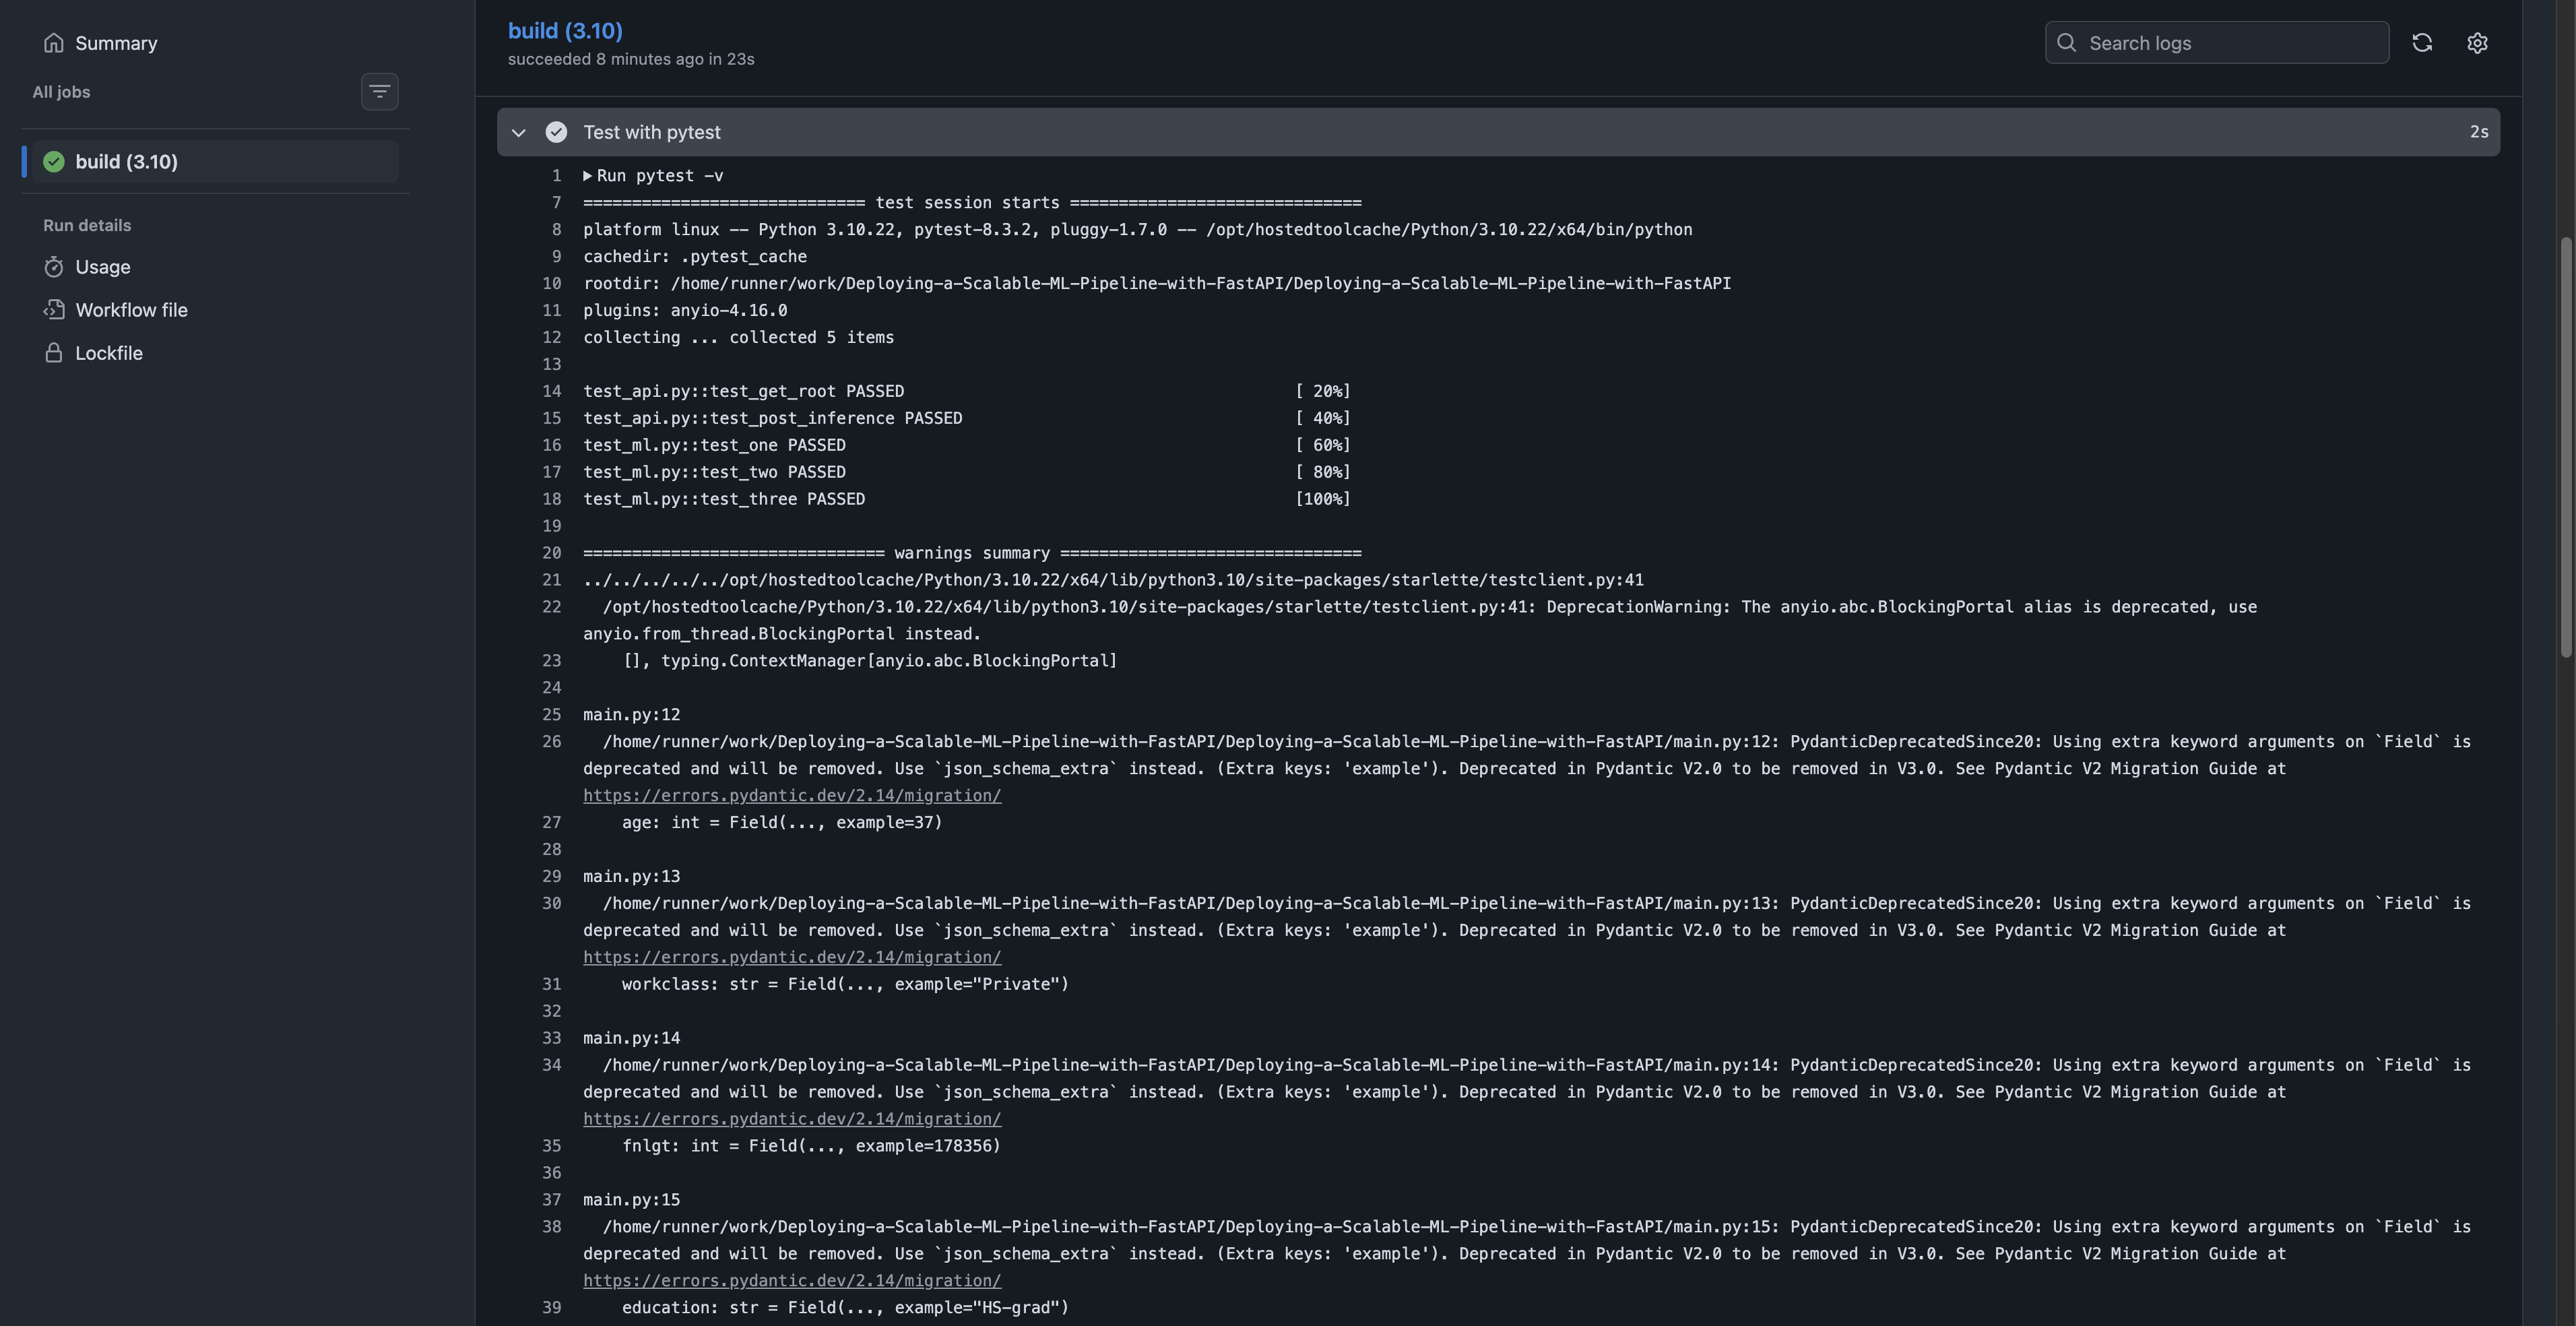 Summary
All jobs
build (3.10)
Run details
Usage
Workflow file
Lockfile
build (3.10)
succeeded 8 minutes ago in 23s
Search logs
Test with pytest 2s
1 Run pytest -v
7 ============================= test session starts ==============================
8 platform linux -- Python 3.10.22, pytest-8.3.2, pluggy-1.7.0 -- /opt/hostedtoolcache/Python/3.10.22/x64/bin/python
9 cachedir: .pytest_cache
10 rootdir: /home/runner/work/Deploying-a-Scalable-ML-Pipeline-with-FastAPI/Deploying-a-Scalable-ML-Pipeline-with-FastAPI
11 plugins: anyio-4.16.0
12 collecting ... collected 5 items
13
14 test_api.py::test_get_root PASSED [ 20%]
15 test_api.py::test_post_inference PASSED [ 40%]
16 test_ml.py::test_one PASSED [ 60%]
17 test_ml.py::test_two PASSED [ 80%]
18 test_ml.py::test_three PASSED [100%]
19
20 =============================== warnings summary ===============================
21 ../../../../../opt/hostedtoolcache/Python/3.10.22/x64/lib/python3.10/site-packages/starlette/testclient.py:41
22 /opt/hostedtoolcache/Python/3.10.22/x64/lib/python3.10/site-packages/starlette/testclient.py:41: DeprecationWarning: The anyio.abc.BlockingPortal alias is deprecated, use
anyio.from_thread.BlockingPortal instead.
23 [], typing.ContextManager[anyio.abc.BlockingPortal]
24
25 main.py:12
26 /home/runner/work/Deploying-a-Scalable-ML-Pipeline-with-FastAPI/Deploying-a-Scalable-ML-Pipeline-with-FastAPI/main.py:12: PydanticDeprecatedSince20: Using extra keyword arguments on `Field` is
deprecated and will be removed. Use `json_schema_extra` instead. (Extra keys: 'example'). Deprecated in Pydantic V2.0 to be removed in V3.0. See Pydantic V2 Migration Guide at
https://errors.pydantic.dev/2.14/migration/
27 age: int = Field(..., example=37)
28
29 main.py:13
30 /home/runner/work/Deploying-a-Scalable-ML-Pipeline-with-FastAPI/Deploying-a-Scalable-ML-Pipeline-with-FastAPI/main.py:13: PydanticDeprecatedSince20: Using extra keyword arguments on `Field` is
deprecated and will be removed. Use `json_schema_extra` instead. (Extra keys: 'example'). Deprecated in Pydantic V2.0 to be removed in V3.0. See Pydantic V2 Migration Guide at
https://errors.pydantic.dev/2.14/migration/
31 workclass: str = Field(..., example="Private")
32
33 main.py:14
34 /home/runner/work/Deploying-a-Scalable-ML-Pipeline-with-FastAPI/Deploying-a-Scalable-ML-Pipeline-with-FastAPI/main.py:14: PydanticDeprecatedSince20: Using extra keyword arguments on `Field` is
deprecated and will be removed. Use `json_schema_extra` instead. (Extra keys: 'example'). Deprecated in Pydantic V2.0 to be removed in V3.0. See Pydantic V2 Migration Guide at
https://errors.pydantic.dev/2.14/migration/
35 fnlgt: int = Field(..., example=178356)
36
37 main.py:15
38 /home/runner/work/Deploying-a-Scalable-ML-Pipeline-with-FastAPI/Deploying-a-Scalable-ML-Pipeline-with-FastAPI/main.py:15: PydanticDeprecatedSince20: Using extra keyword arguments on `Field` is
deprecated and will be removed. Use `json_schema_extra` instead. (Extra keys: 'example'). Deprecated in Pydantic V2.0 to be removed in V3.0. See Pydantic V2 Migration Guide at
https://errors.pydantic.dev/2.14/migration/
39 education: str = Field(..., example="HS-grad")